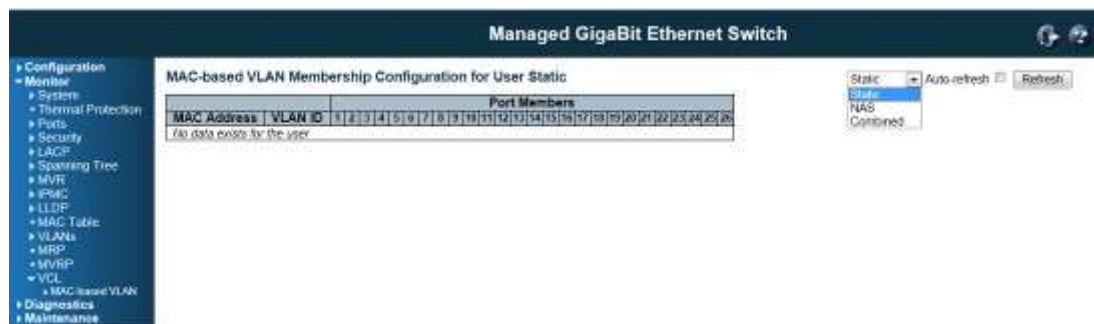 Managed GigaBit Ethernet Switch
Configuration
Monitor
System
Thermal Protection
Ports
Security
LACP
Spanning Tree
MVR
IPMC
LLDP
MAC Table
VLANs
MRP
MVRP
VCL
MAC-based VLAN
Diagnostics
Maintenance
MAC-based VLAN Membership Configuration for User Static
Static Auto-refresh Refresh
Static
NAS
Combined
Port Members
MAC Address VLAN ID 1 2 3 4 5 6 7 8 9 10 11 12 13 14 15 16 17 18 19 20 21 22 23 24 25 26
No data exists for the user